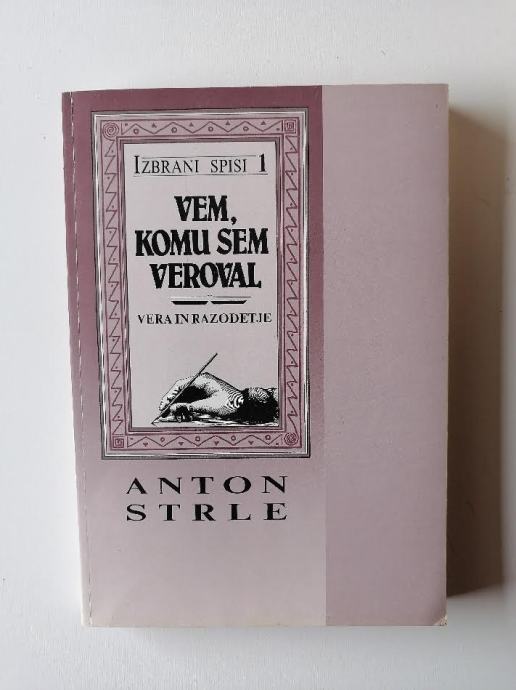 IZBRANI SPISI 1
VEM,
KOMU SEM
VEROVAL
VERA IN RAZODETJE
ANTON
STRLE